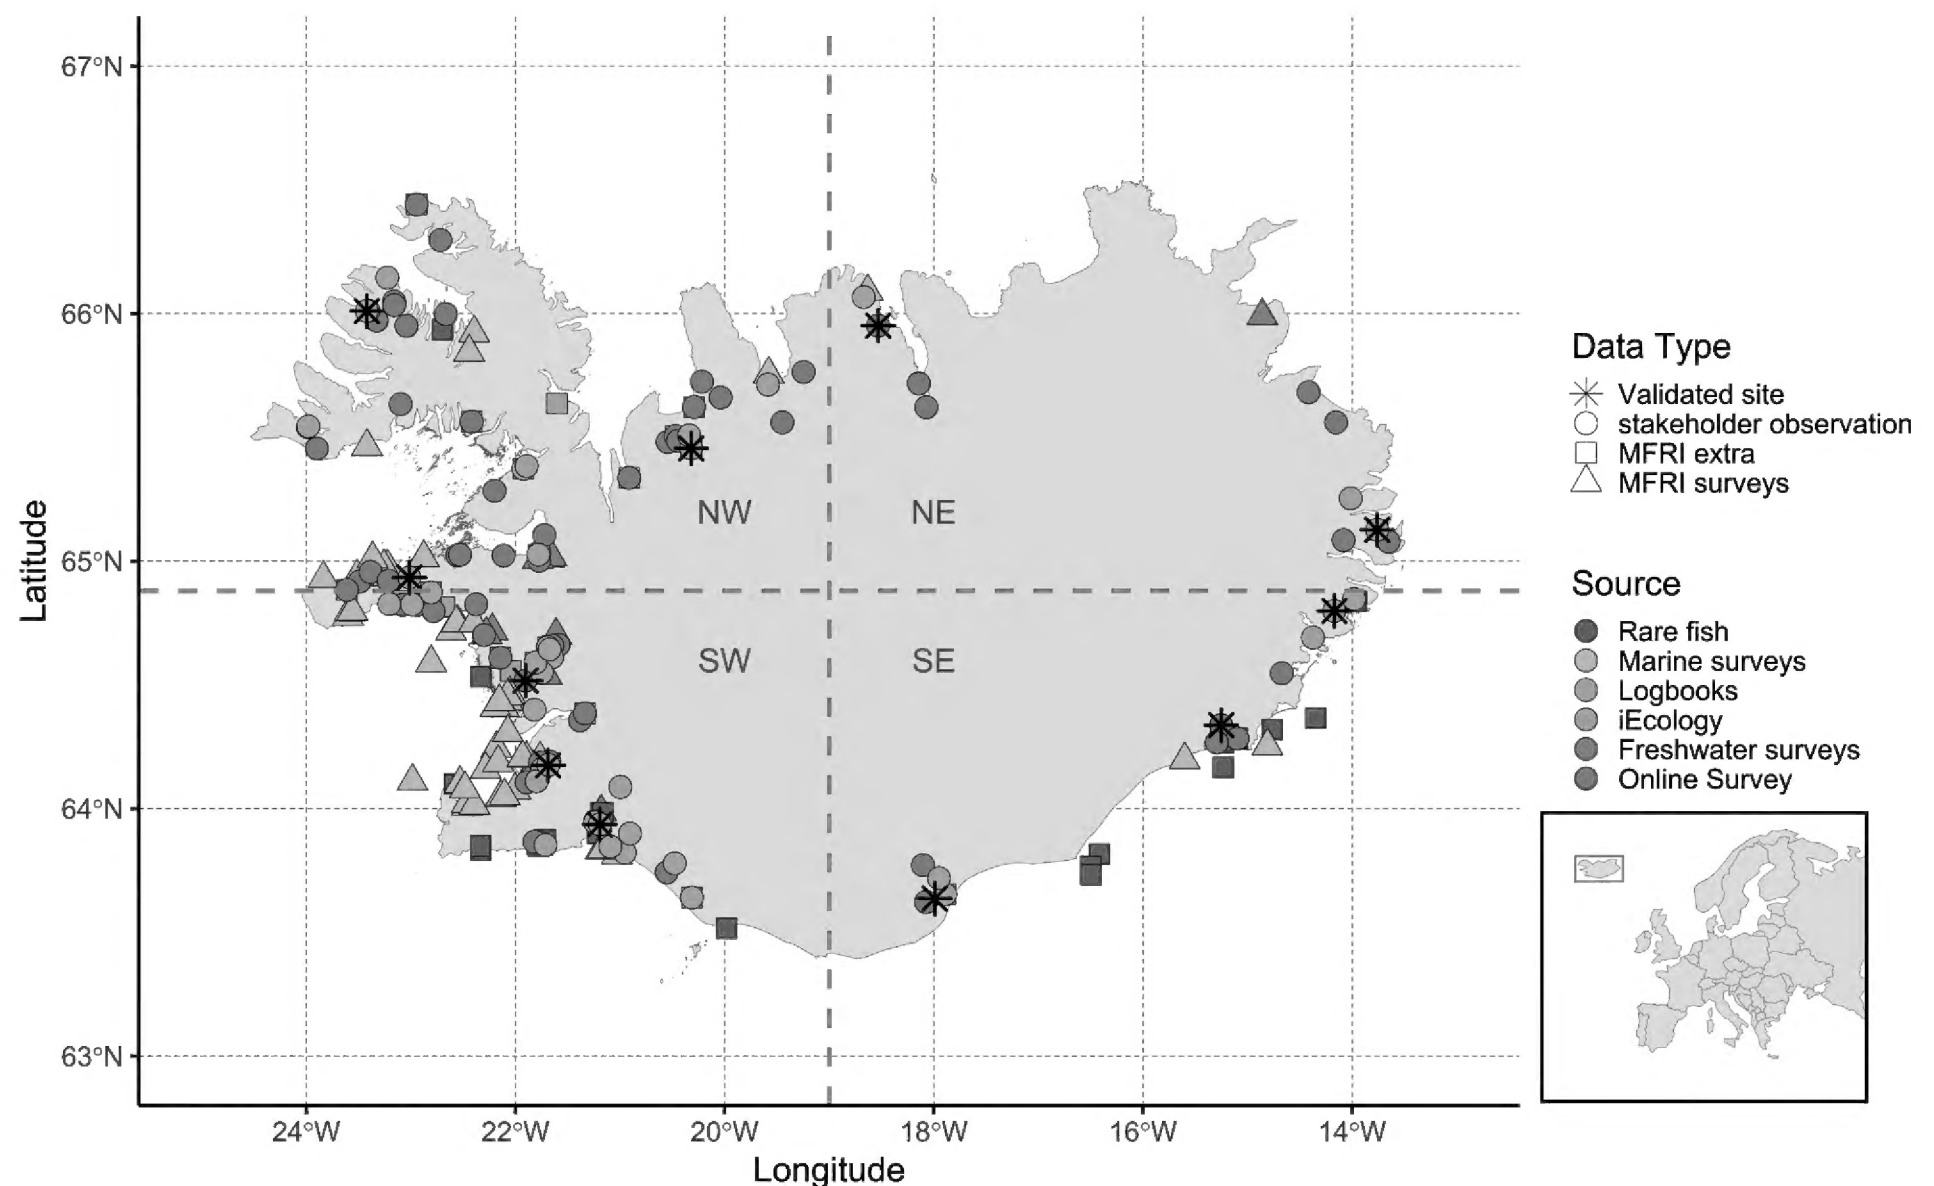 67°N
66°N
65°N
64°N
63°N
Latitude
NW
NE
SW
SE
24°W
22°W
20°W
18°W
16°W
14°W
Longitude
Data Type
Validated site
stakeholder observation
MFRI extra
MFRI surveys
Source
Rare fish
Marine surveys
Logbooks
iEcology
Freshwater surveys
Online Survey